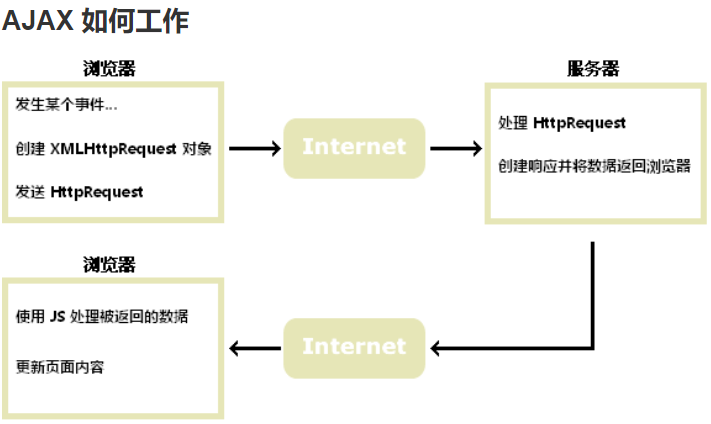 AJAX 如何工作
浏览器
发生某个事件...
创建 XMLHttpRequest 对象
发送 HttpRequest
Internet
服务器
处理 HttpRequest
创建响应并将数据返回浏览器
浏览器
使用 JS 处理被返回的数据
更新页面内容
Internet